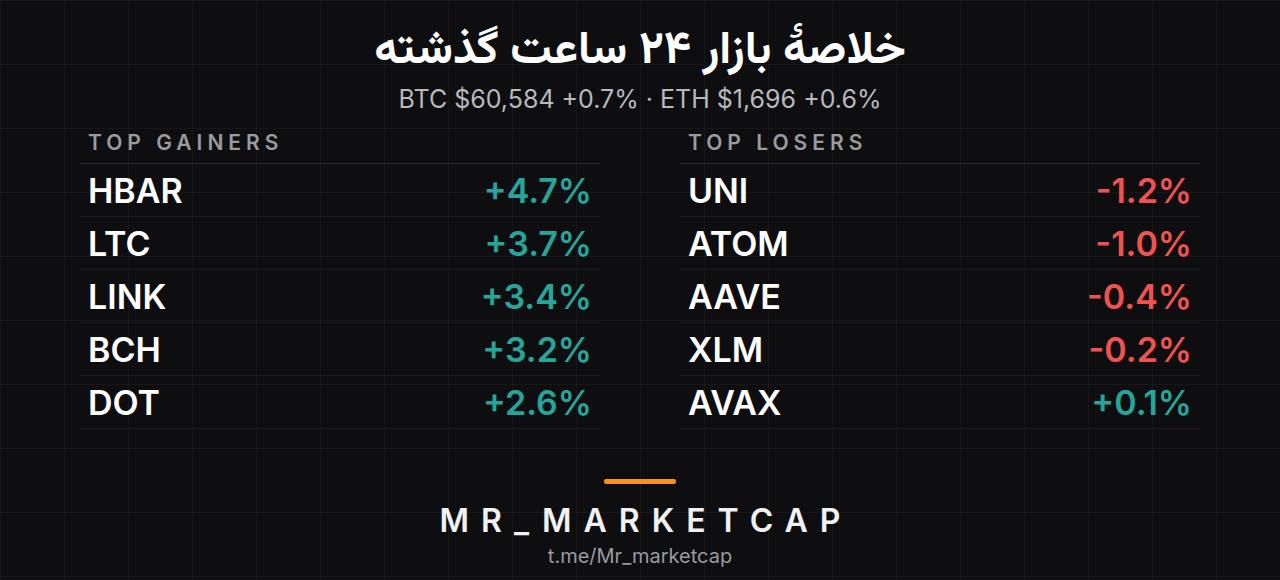 خلاصهٔ بازار ۲۴ ساعت گذشته
BTC $60,584 +0.7% · ETH $1,696 +0.6%
TOP GAINERS
HBAR +4.7%
LTC +3.7%
LINK +3.4%
BCH +3.2%
DOT +2.6%
TOP LOSERS
UNI -1.2%
ATOM -1.0%
AAVE -0.4%
XLM -0.2%
AVAX +0.1%
MR_MARKETCAP
t.me/Mr_marketcap